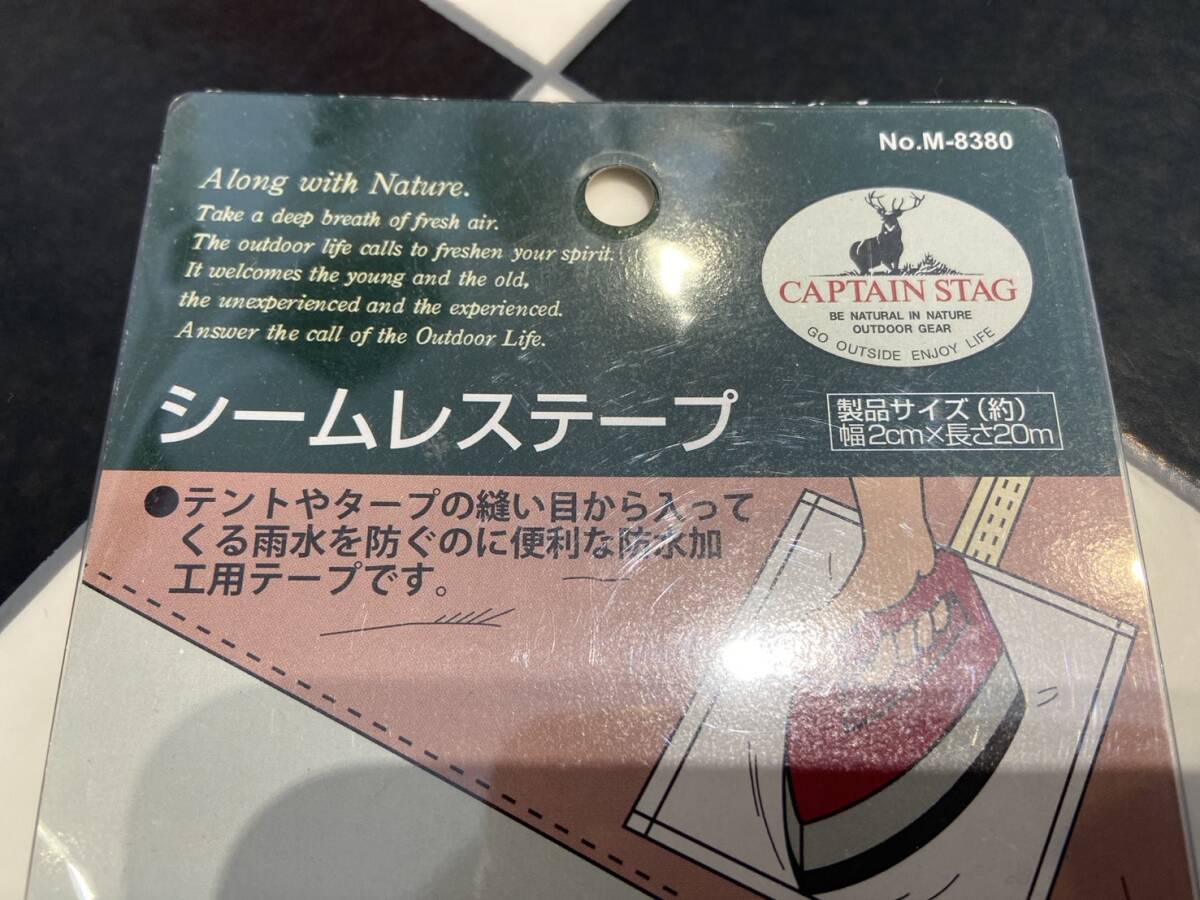 No.M-8380
Along with Nature.
Take a deep breath of fresh air.
The outdoor life calls to freshen your spirit.
It welcomes the young and the old,
the unexperienced and the experienced.
Answer the call of the Outdoor Life.
CAPTAIN STAG
BE NATURAL IN NATURE
OUTDOOR GEAR
GO OUTSIDE ENJOY LIFE
シームレステープ
製品サイズ（約）
幅2cm×長さ20m
●テントやタープの縫い目から入って
くる雨水を防ぐのに便利な防水加
工用テープです。